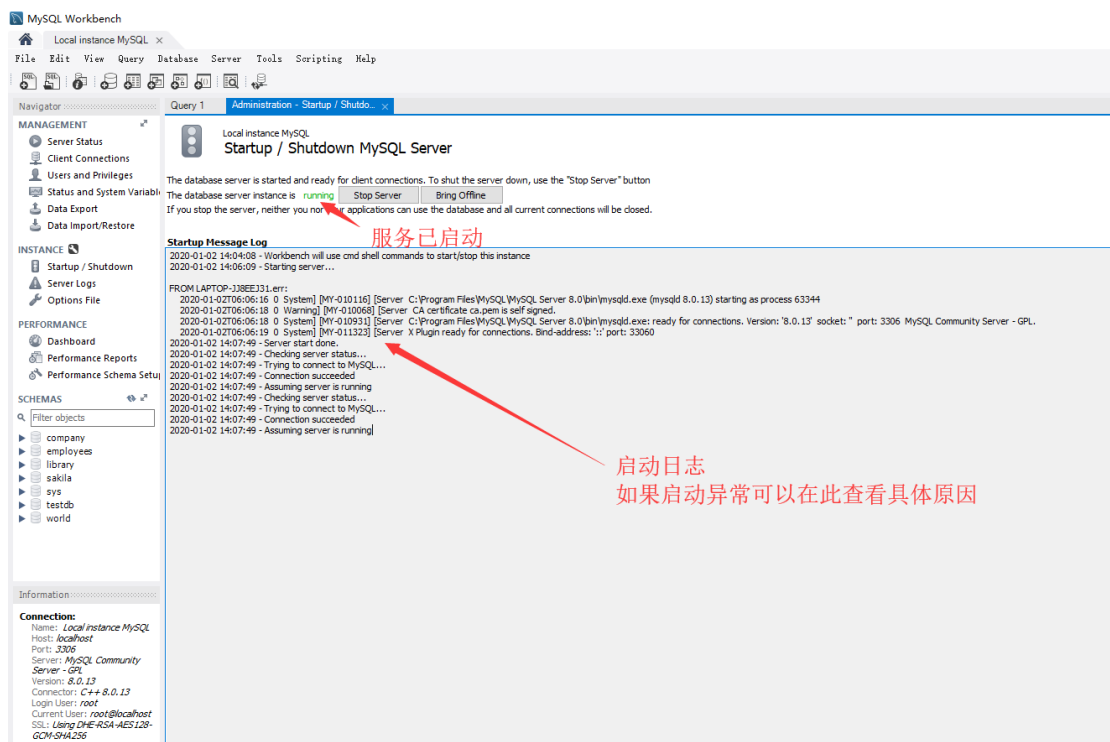 MySQL Workbench
Local instance MySQL ×
File Edit View Query Database Server Tools Scripting Help
Navigator
Query 1
Administration - Startup / Shutdo... ×
MANAGEMENT
Server Status
Client Connections
Users and Privileges
Status and System Variabl
Data Export
Data Import/Restore
INSTANCE
Startup / Shutdown
Server Logs
Options File
PERFORMANCE
Dashboard
Performance Reports
Performance Schema Setu
SCHEMAS
Filter objects
company
employees
library
sakila
sys
testdb
world
Information
Connection:
Name: Local instance MySQL
Host: localhost
Port: 3306
Server: MySQL Community
Server - GPL
Version: 8.0.13
Connector: C++ 8.0.13
Login User: root
Current User: root@localhost
SSL: Using DHE-RSA-AES128-
GCM-SHA256
Local instance MySQL
Startup / Shutdown MySQL Server
The database server is started and ready for client connections. To shut the server down, use the "Stop Server" button
The database server instance is running Stop Server Bring Offline
If you stop the server, neither you nor your applications can use the database and all current connections will be closed.
服务已启动
Startup Message Log
2020-01-02 14:04:08 - Workbench will use cmd shell commands to start/stop this instance
2020-01-02 14:06:09 - Starting server...
FROM LAPTOP-JJ8EEJ31.err:
2020-01-02T06:06:16 0 System] [MY-010116] [Server C:\Program Files\MySQL\MySQL Server 8.0\bin\mysqld.exe (mysqld 8.0.13) starting as process 63344
2020-01-02T06:06:18 0 Warning] [MY-010068] [Server CA certificate ca.pem is self signed.
2020-01-02T06:06:18 0 System] [MY-010931] [Server C:\Program Files\MySQL\MySQL Server 8.0\bin\mysqld.exe: ready for connections. Version: '8.0.13' socket: '' port: 3306 MySQL Community Server - GPL.
2020-01-02T06:06:19 0 System] [MY-011323] [Server X Plugin ready for connections. Bind-address: '::' port: 33060
2020-01-02 14:07:49 - Server start done.
2020-01-02 14:07:49 - Checking server status...
2020-01-02 14:07:49 - Trying to connect to MySQL...
2020-01-02 14:07:49 - Connection succeeded
2020-01-02 14:07:49 - Assuming server is running
2020-01-02 14:07:49 - Checking server status...
2020-01-02 14:07:49 - Trying to connect to MySQL...
2020-01-02 14:07:49 - Connection succeeded
2020-01-02 14:07:49 - Assuming server is running
启动日志
如果启动异常可以在此查看具体原因